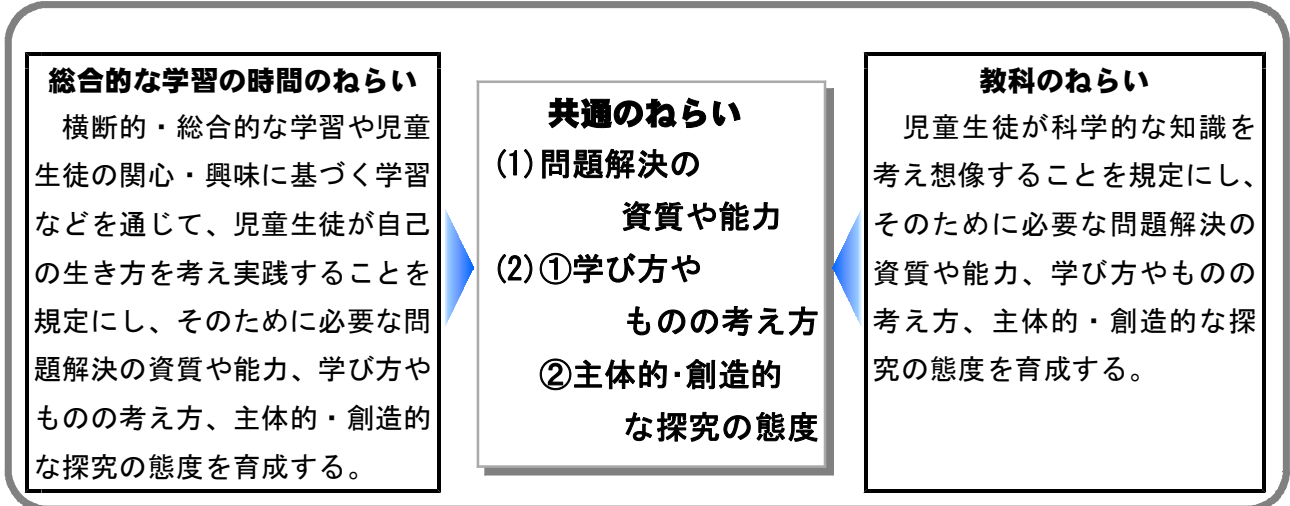 総合的な学習の時間のねらい
横断的・総合的な学習や児童
生徒の関心・興味に基づく学習
などを通じて、児童生徒が自己
の生き方を考え実践することを
規定にし、そのために必要な問
題解決の資質や能力、学び方や
ものの考え方、主体的・創造的
な探究の態度を育成する。
共通のねらい
(1)問題解決の
資質や能力
(2)①学び方や
ものの考え方
②主体的・創造的
な探究の態度
教科のねらい
児童生徒が科学的な知識を
考え想像することを規定にし、
そのために必要な問題解決の
資質や能力、学び方やものの
考え方、主体的・創造的な探
究の態度を育成する。